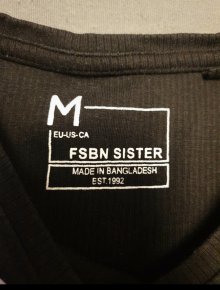 M
EU-US-CA
FSBN SISTER
MADE IN BANGLADESH
EST.1992